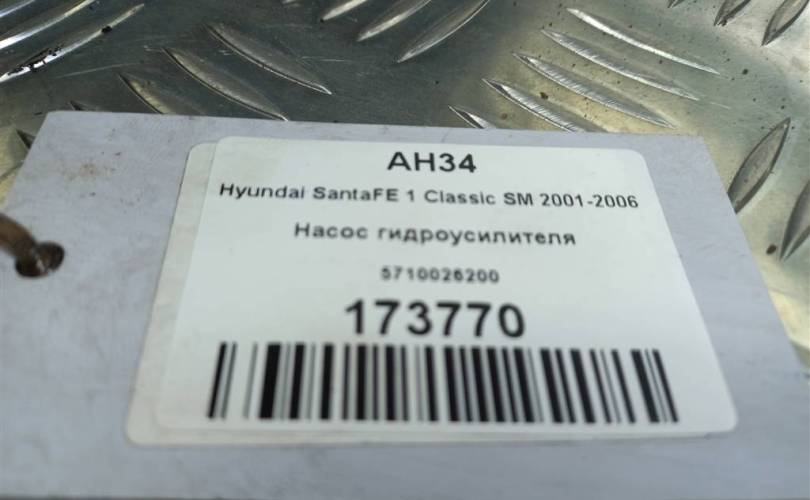 AH34
Hyundai SantaFE 1 Classic SM 2001-2006
Насос гидроусилителя
5710026200
173770